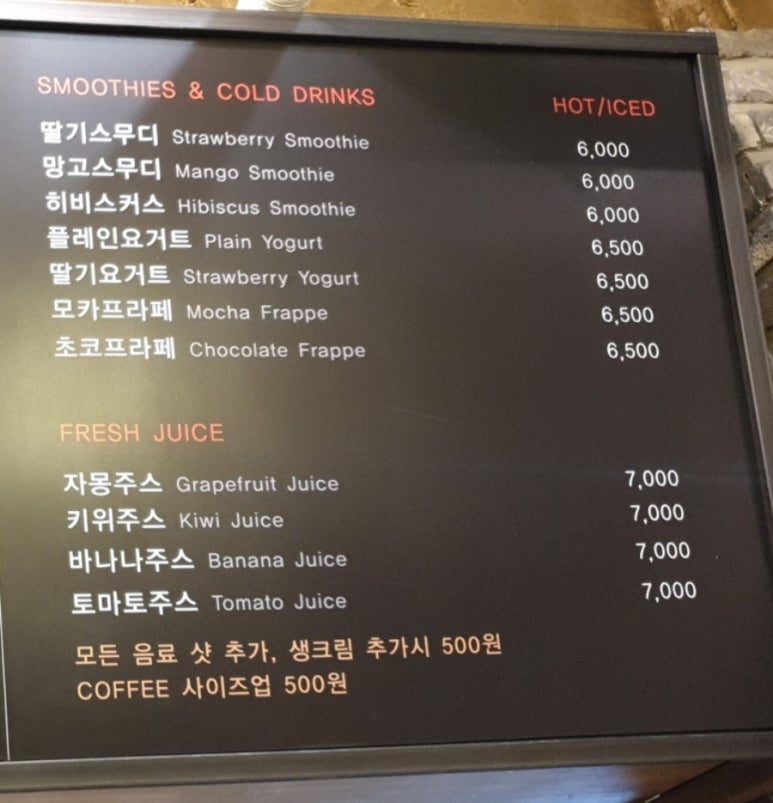 SMOOTHIES & COLD DRINKS HOT/ICED
딸기스무디 Strawberry Smoothie 6,000
망고스무디 Mango Smoothie 6,000
히비스커스 Hibiscus Smoothie 6,000
플레인요거트 Plain Yogurt 6,500
딸기요거트 Strawberry Yogurt 6,500
모카프라페 Mocha Frappe 6,500
초코프라페 Chocolate Frappe 6,500
FRESH JUICE
자몽주스 Grapefruit Juice 7,000
키위주스 Kiwi Juice 7,000
바나나주스 Banana Juice 7,000
토마토주스 Tomato Juice 7,000
모든 음료 샷 추가, 생크림 추가시 500원
COFFEE 사이즈업 500원